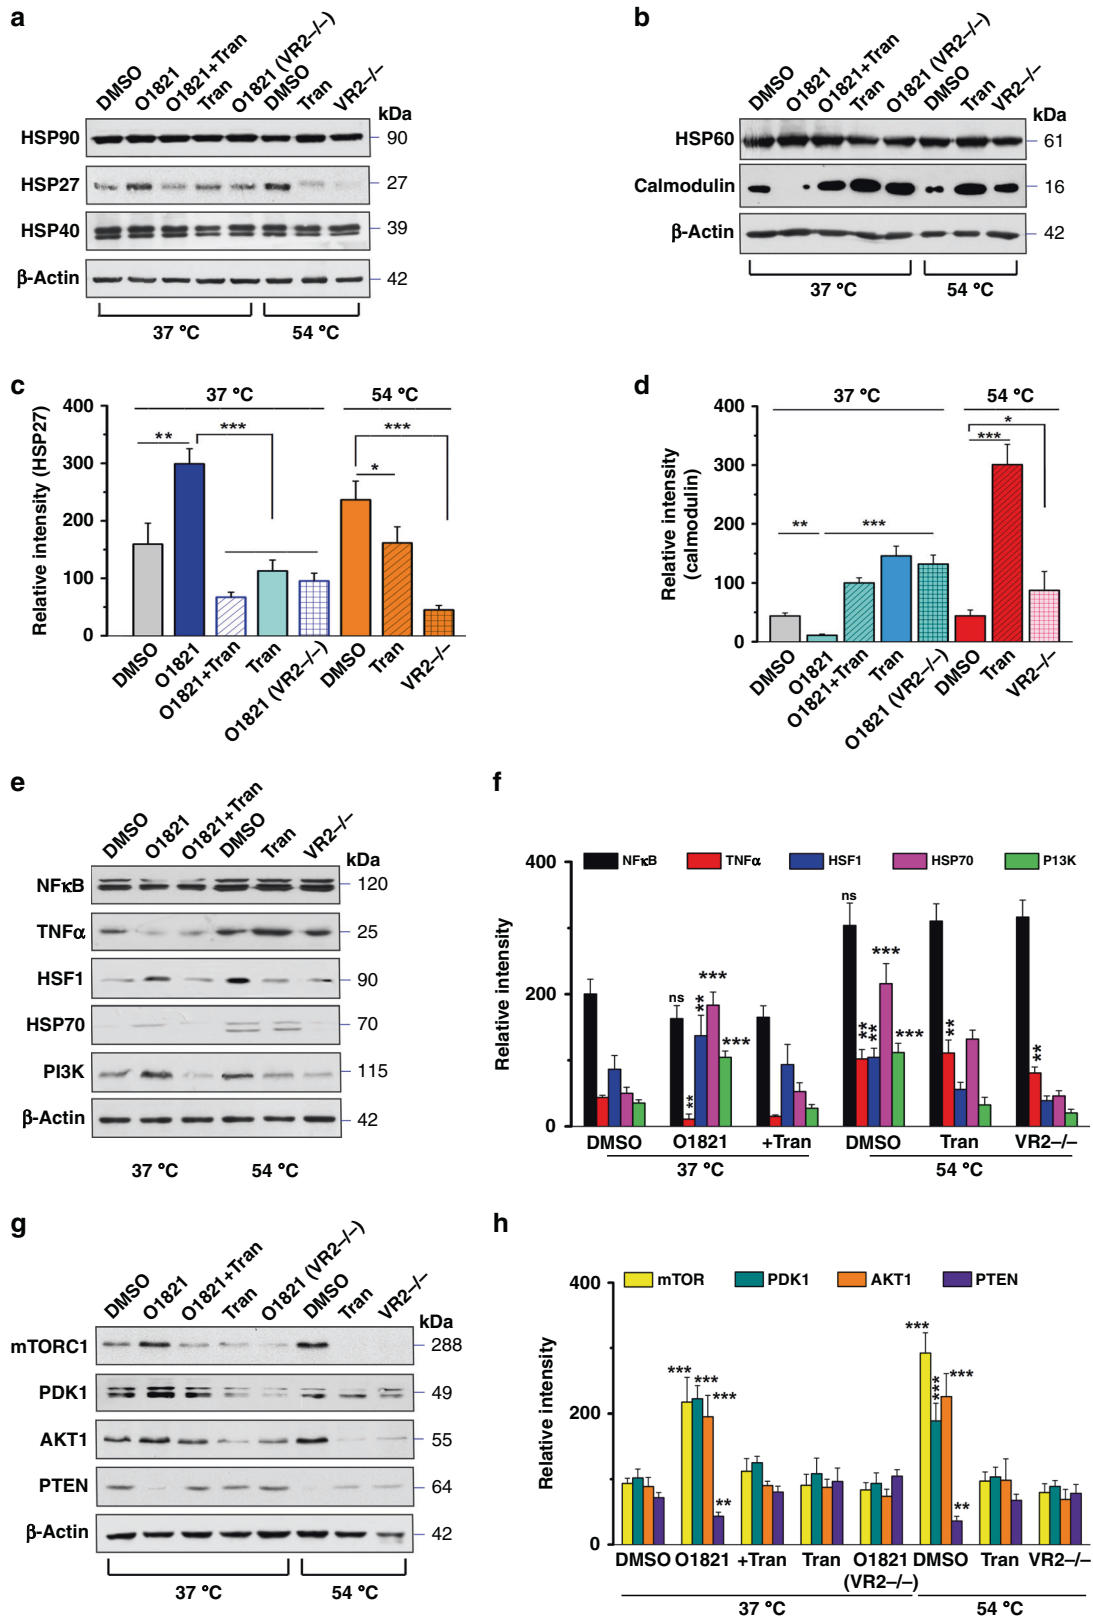 a
DMSO O1821 O1821+Tran Tran O1821 (VR2–/–) DMSO Tran VR2–/–
kDa
HSP90 90
HSP27 27
HSP40 39
β-Actin 42
37 °C 54 °C
b
DMSO O1821 O1821+Tran Tran O1821 (VR2–/–) DMSO Tran VR2–/–
kDa
HSP60 61
Calmodulin 16
β-Actin 42
37 °C 54 °C
c
37 °C 54 °C
Relative intensity (HSP27)
400
300
200
100
0
** *** *** *
DMSO O1821 O1821+Tran Tran O1821 (VR2–/–) DMSO Tran VR2–/–
d
37 °C 54 °C
Relative intensity
(calmodulin)
400
300
200
100
0
** *** *** *
DMSO O1821 O1821+Tran Tran O1821 (VR2–/–) DMSO Tran VR2–/–
e
DMSO O1821 O1821+Tran DMSO Tran VR2–/–
kDa
NFκB 120
TNFα 25
HSF1 90
HSP70 70
PI3K 115
β-Actin 42
37 °C 54 °C
f
NFκB TNFα HSF1 HSP70 P13K
Relative intensity
400
200
0
ns ** ** *** *** ns ** ** *** *** ** **
DMSO O1821 +Tran DMSO Tran VR2–/–
37 °C 54 °C
g
DMSO O1821 O1821+Tran Tran O1821 (VR2–/–) DMSO Tran VR2–/–
kDa
mTORC1 288
PDK1 49
AKT1 55
PTEN 64
β-Actin 42
37 °C 54 °C
h
mTOR PDK1 AKT1 PTEN
Relative intensity
400
200
0
*** *** *** ** *** *** *** **
DMSO O1821 +Tran Tran O1821 DMSO Tran VR2–/–
(VR2–/–)
37 °C 54 °C